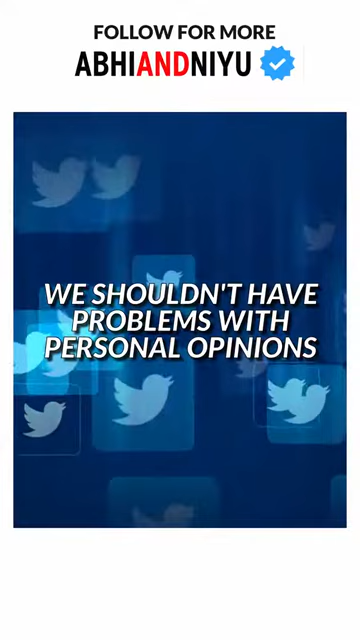 FOLLOW FOR MORE
ABHIANDNIYU
WE SHOULDN'T HAVE
PROBLEMS WITH
PERSONAL OPINIONS